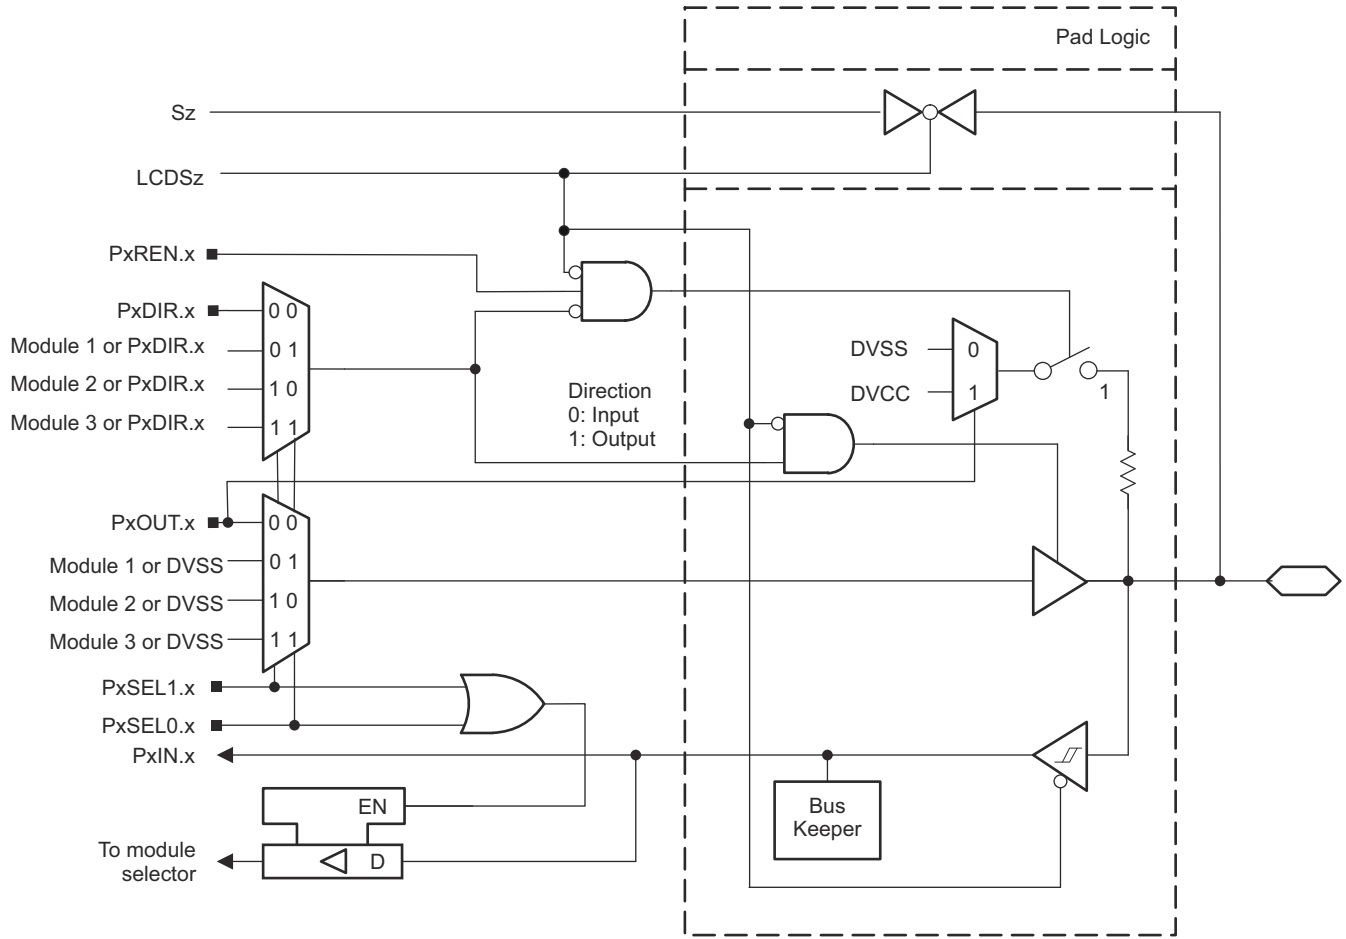 Pad Logic
Sz
LCDSz
PxREN.x
PxDIR.x
0 0
Module 1 or PxDIR.x
0 1
Module 2 or PxDIR.x
1 0
Module 3 or PxDIR.x
1 1
Direction
0: Input
1: Output
DVSS
0
DVCC
1
1
PxOUT.x
0 0
Module 1 or DVSS
0 1
Module 2 or DVSS
1 0
Module 3 or DVSS
1 1
PxSEL1.x
PxSEL0.x
PxIN.x
EN
Bus
Keeper
To module
selector
D